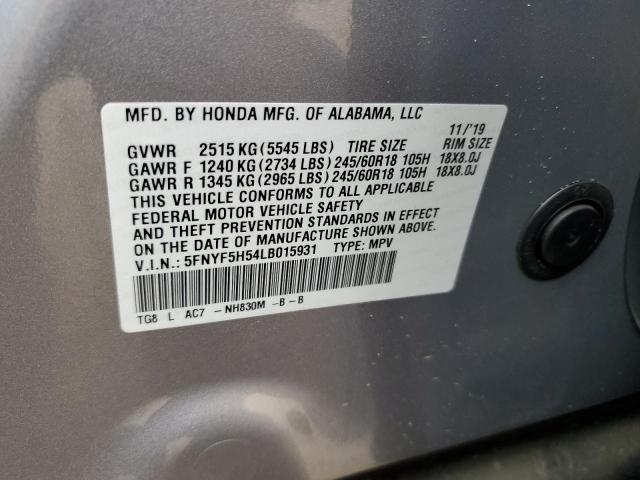 MFD. BY HONDA MFG. OF ALABAMA, LLC
11/'19
GVWR 2515 KG (5545 LBS) TIRE SIZE RIM SIZE
GAWR F 1240 KG (2734 LBS) 245/60R18 105H 18X8.0J
GAWR R 1345 KG (2965 LBS) 245/60R18 105H 18X8.0J
THIS VEHICLE CONFORMS TO ALL APPLICABLE
FEDERAL MOTOR VEHICLE SAFETY
AND THEFT PREVENTION STANDARDS IN EFFECT
ON THE DATE OF MANUFACTURE SHOWN ABOVE.
V.I.N.: 5FNYF5H54LB015931 TYPE: MPV
TG8 L AC7 -NH830M -B-B